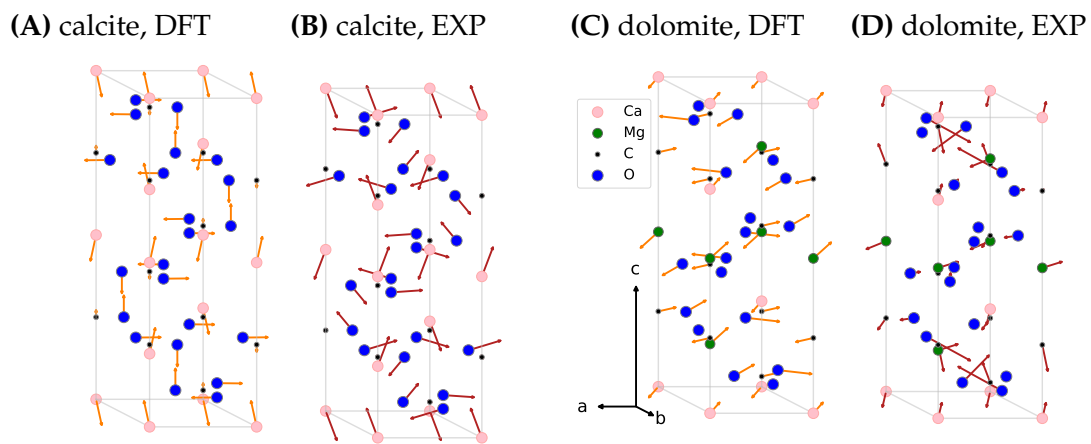 (A) calcite, DFT
(B) calcite, EXP
(C) dolomite, DFT
(D) dolomite, EXP
Ca
Mg
C
O
c
a
b